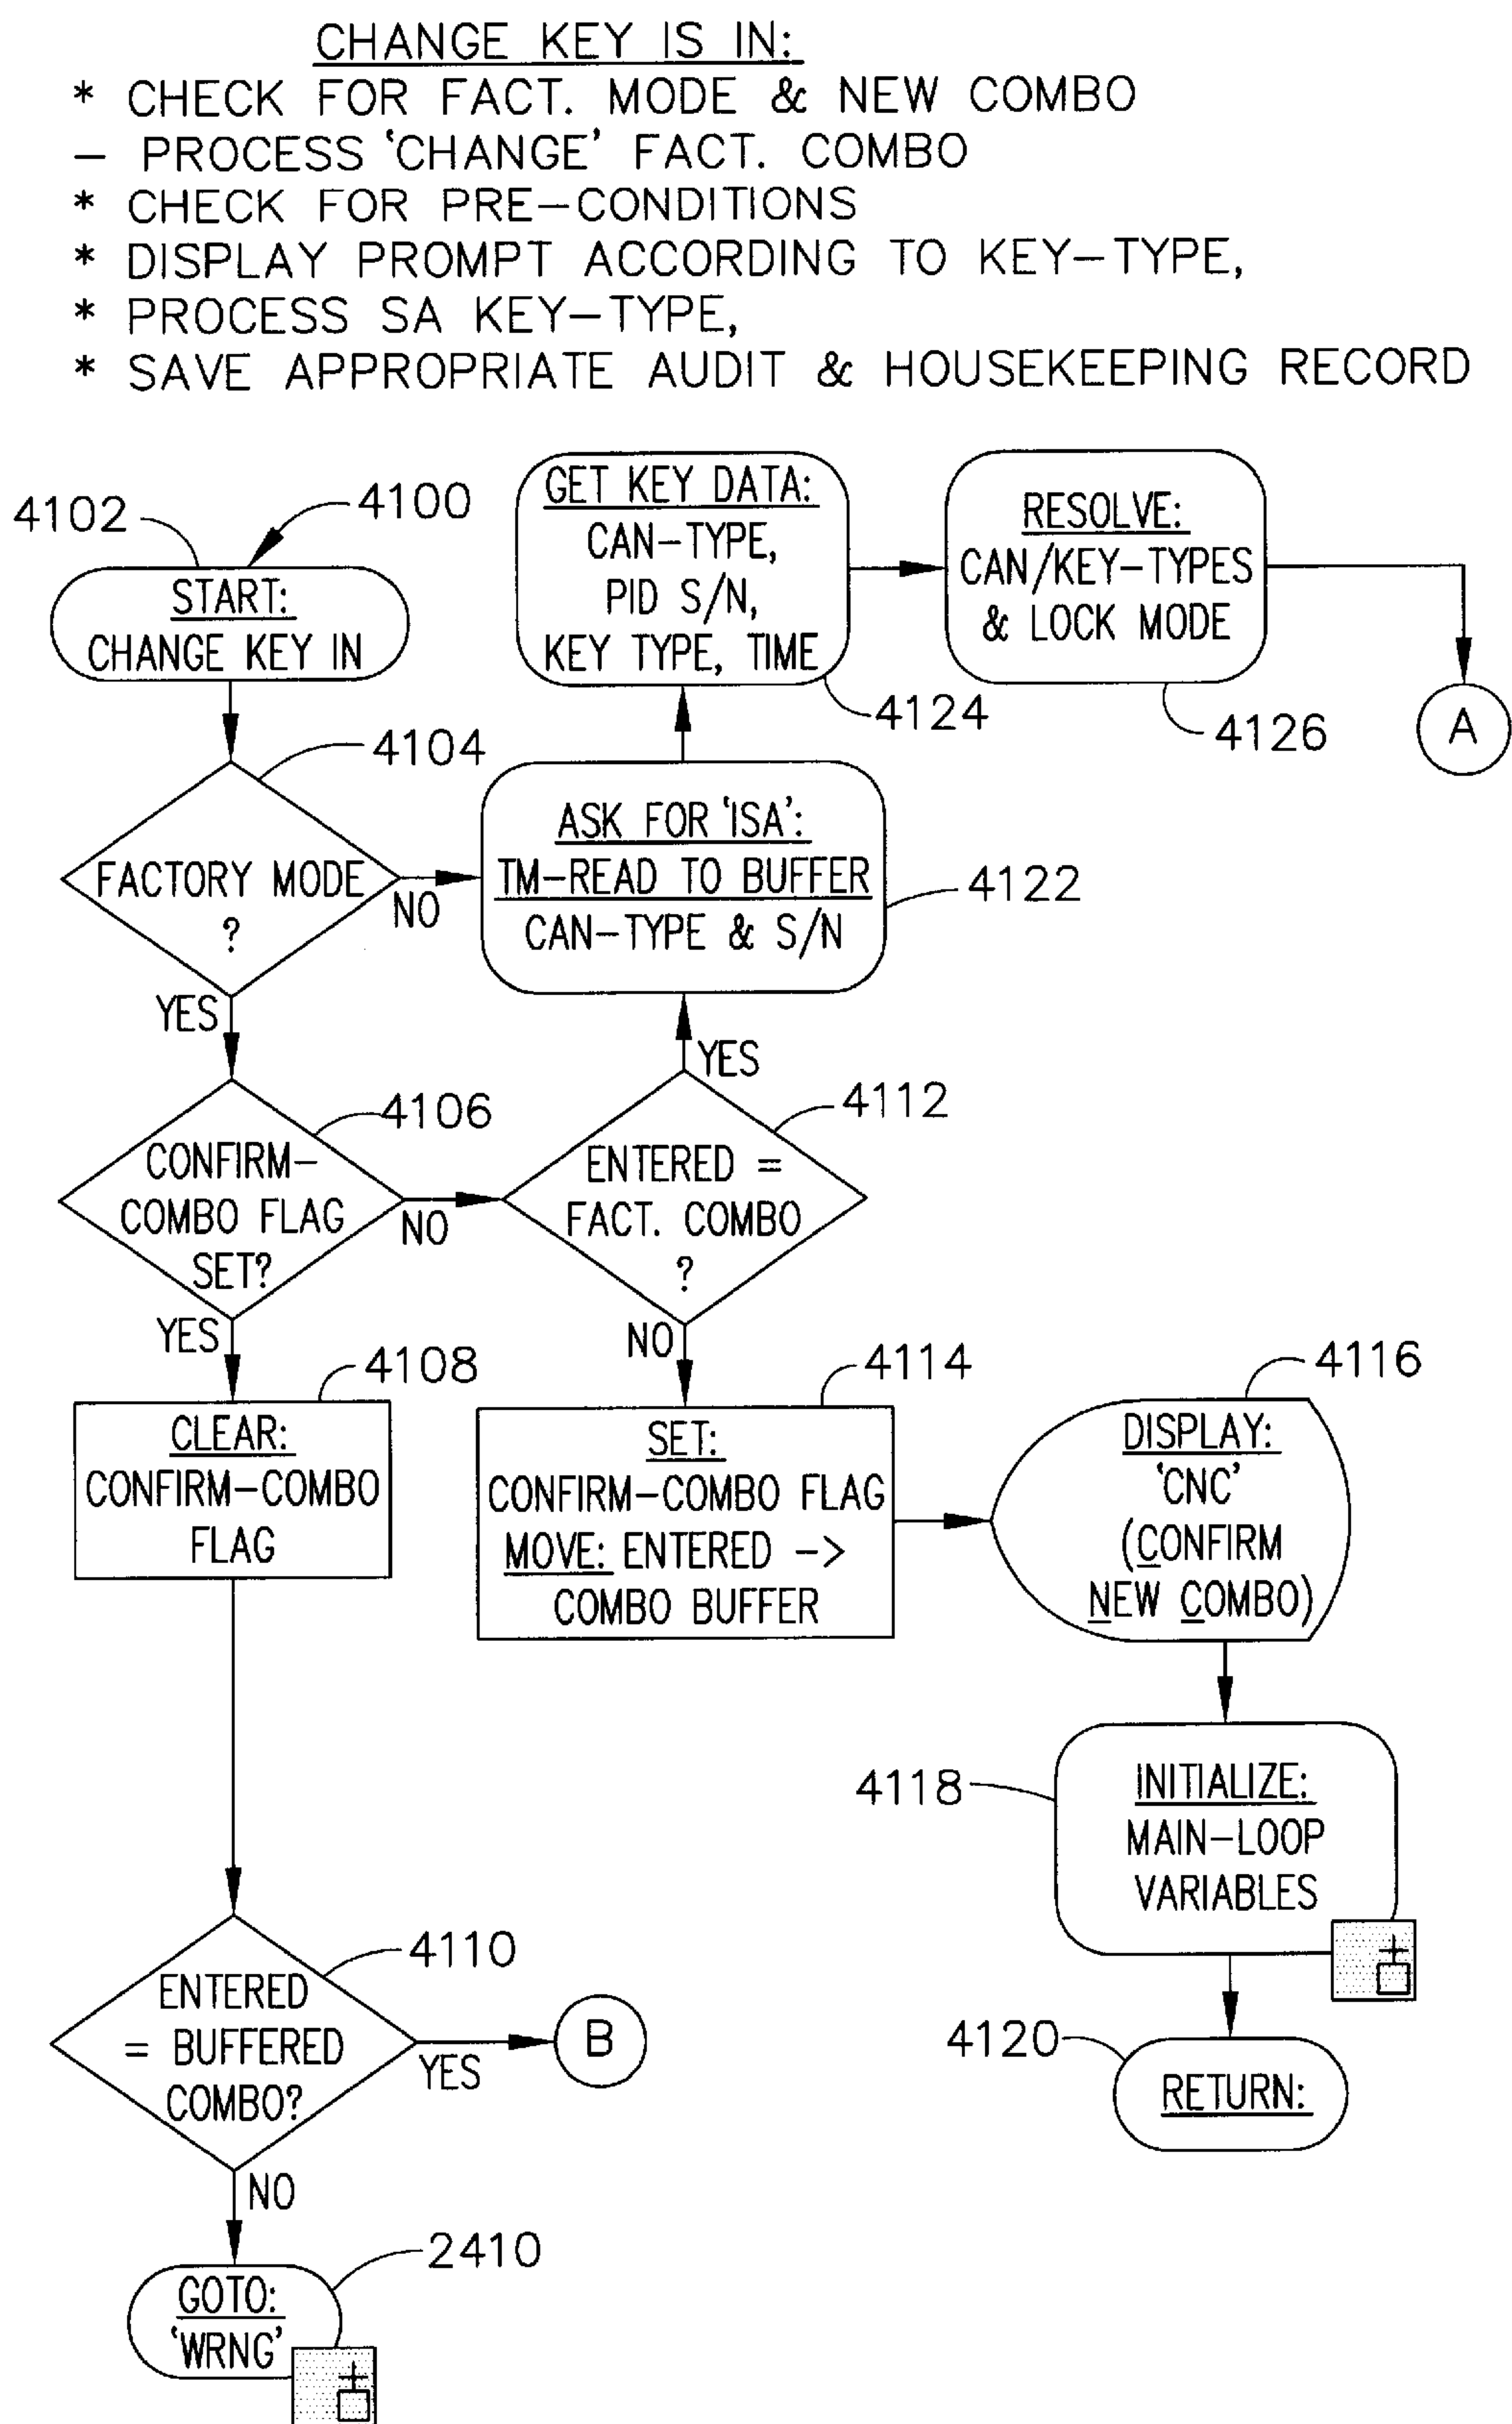 CHANGE KEY IS IN:
* CHECK FOR FACT. MODE & NEW COMBO
– PROCESS ‘CHANGE’ FACT. COMBO
* CHECK FOR PRE–CONDITIONS
* DISPLAY PROMPT ACCORDING TO KEY–TYPE,
* PROCESS SA KEY–TYPE,
* SAVE APPROPRIATE AUDIT & HOUSEKEEPING RECORD
4102
4100
START:
CHANGE KEY IN
4104
FACTORY MODE
?
NO
YES
GET KEY DATA:
CAN–TYPE,
PID S/N,
KEY TYPE, TIME
4124
RESOLVE:
CAN/KEY–TYPES
& LOCK MODE
4126
A
ASK FOR ‘ISA’:
TM–READ TO BUFFER
CAN–TYPE & S/N
4122
YES
4106
CONFIRM–
COMBO FLAG
SET?
NO
YES
4112
ENTERED =
FACT. COMBO
?
NO
4108
CLEAR:
CONFIRM–COMBO
FLAG
4114
SET:
CONFIRM–COMBO FLAG
MOVE: ENTERED –>
COMBO BUFFER
4116
DISPLAY:
‘CNC’
(CONFIRM
NEW COMBO)
4118
INITIALIZE:
MAIN–LOOP
VARIABLES
4110
ENTERED
= BUFFERED
COMBO?
YES
B
NO
4120
RETURN:
2410
GOTO:
‘WRNG’